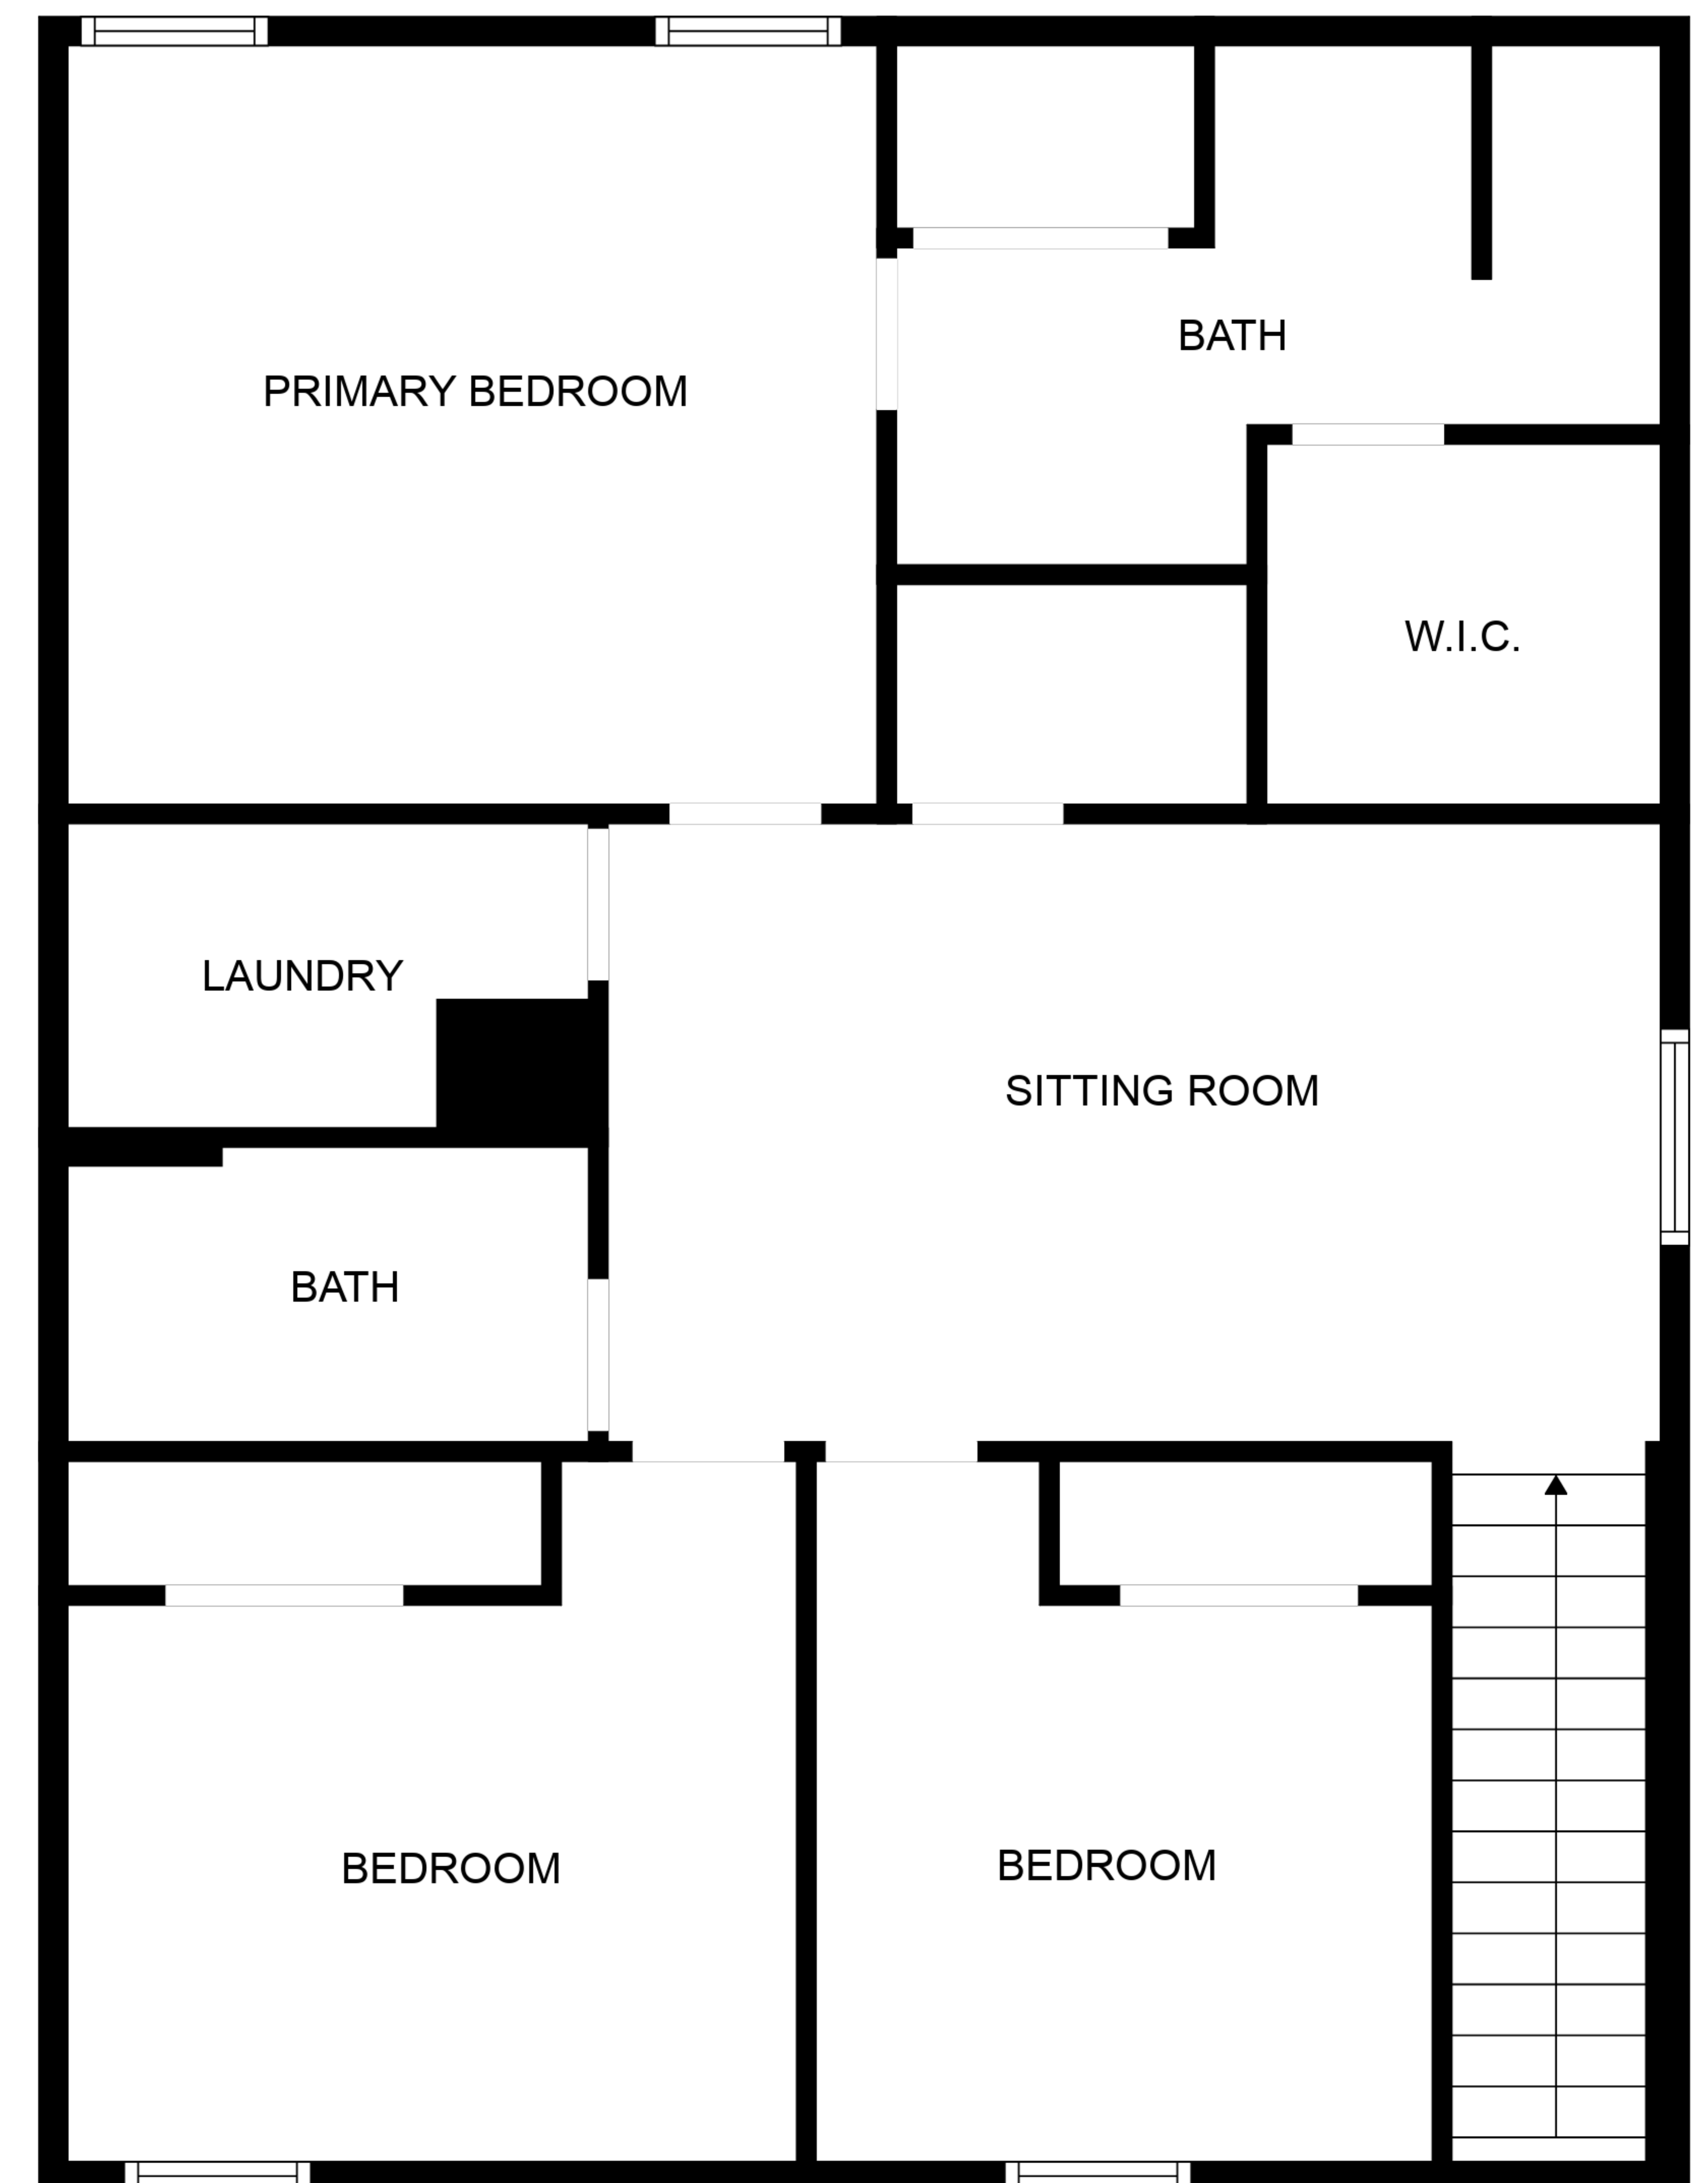 BATH
PRIMARY BEDROOM
W.I.C.
LAUNDRY
SITTING ROOM
BATH
BEDROOM
BEDROOM